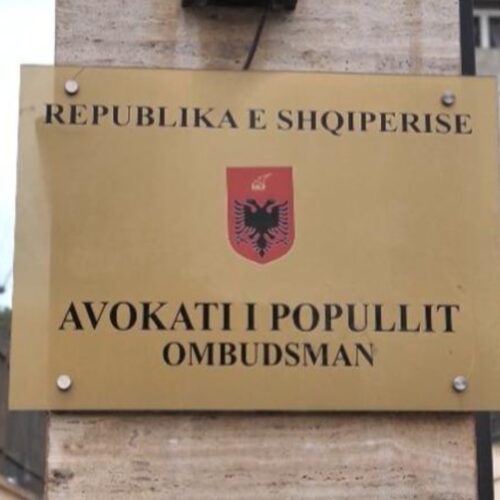 REPUBLIKA E SHQIPERISE
AVOKATI I POPULLIT
OMBUDSMAN